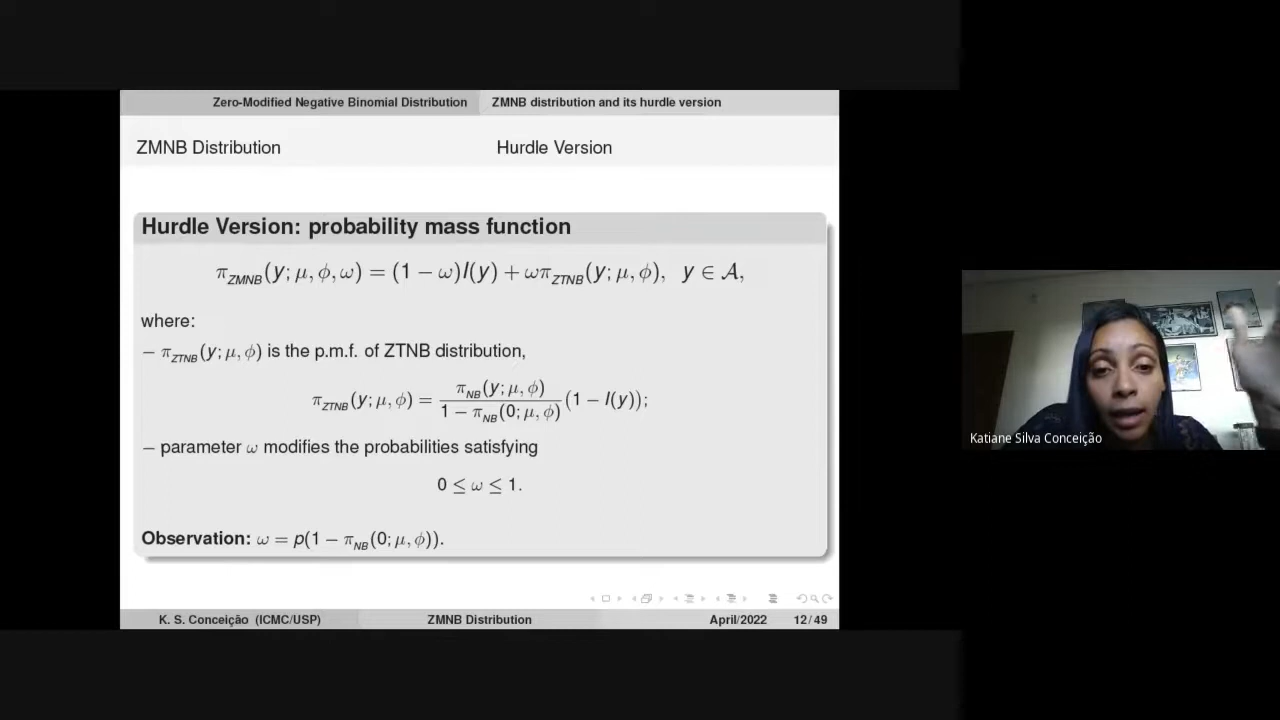 Zero-Modified Negative Binomial Distribution ZMNB distribution and its hurdle version
ZMNB Distribution Hurdle Version
Hurdle Version: probability mass function
π_ZMNB(y; μ, ϕ, ω) = (1 − ω)I(y) + ωπ_ZTNB(y; μ, ϕ), y ∈ 𝒜,
where:
– π_ZTNB(y; μ, ϕ) is the p.m.f. of ZTNB distribution,
π_ZTNB(y; μ, ϕ) = π_NB(y; μ, ϕ) / (1 − π_NB(0; μ, ϕ)) (1 − I(y));
– parameter ω modifies the probabilities satisfying
0 ≤ ω ≤ 1.
Observation: ω = p(1 − π_NB(0; μ, ϕ)).
K. S. Conceição (ICMC/USP) ZMNB Distribution April/2022 12/49
Katiane Silva Conceição